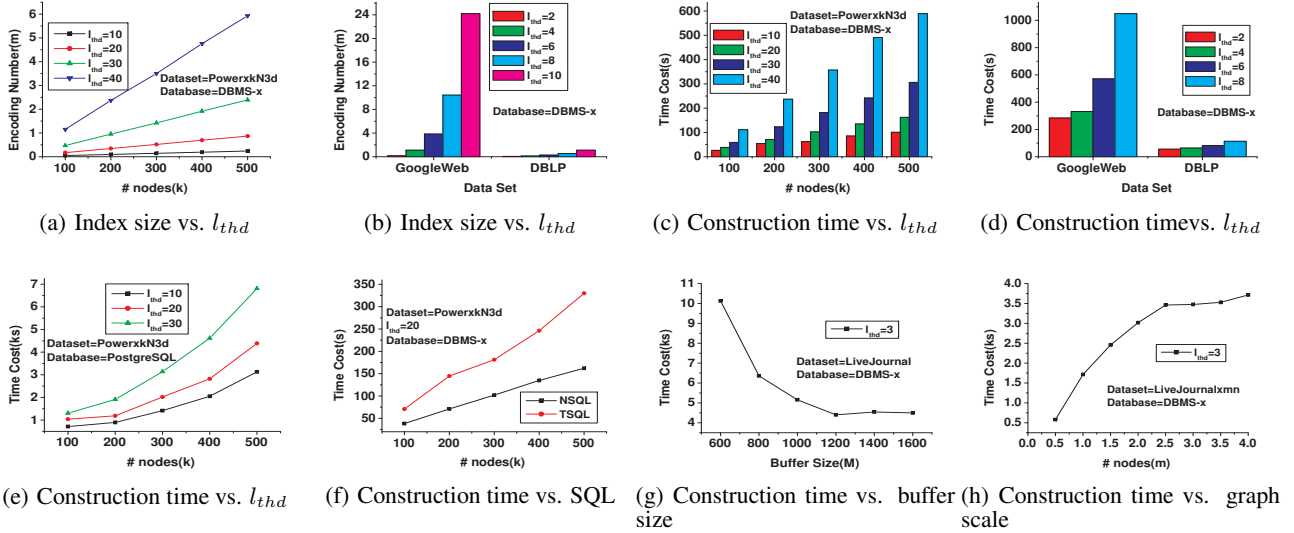 Encoding Number(m)
6
5
4
3
2
1
0
l_thd=10
l_thd=20
l_thd=30
l_thd=40
Dataset=PowerxkN3d
Database=DBMS-x
100 200 300 400 500
# nodes(k)
(a) Index size vs. l_thd
Encoding Number(m)
24
20
16
12
8
4
0
l_thd=2
l_thd=4
l_thd=6
l_thd=8
l_thd=10
Database=DBMS-x
GoogleWeb DBLP
Data Set
(b) Index size vs. l_thd
Time Cost(s)
600
500
400
300
200
100
0
Dataset=PowerxkN3d
Database=DBMS-x
l_thd=10
l_thd=20
l_thd=30
l_thd=40
100 200 300 400 500
# nodes(k)
(c) Construction time vs. l_thd
Time Cost(s)
1000
800
600
400
200
0
l_thd=2
l_thd=4
l_thd=6
l_thd=8
Database=DBMS-x
GoogleWeb DBLP
Data Set
(d) Construction timevs. l_thd
Time Cost(ks)
7
6
5
4
3
2
1
l_thd=10
l_thd=20
l_thd=30
Dataset=PowerxkN3d
Database=PostgreSQL
100 200 300 400 500
# nodes(k)
(e) Construction time vs. l_thd
Time Cost(s)
350
300
250
200
150
100
50
Dataset=PowerxkN3d
l_thd=20
Database=DBMS-x
NSQL
TSQL
100 200 300 400 500
# nodes(k)
(f) Construction time vs. SQL
Time Cost(ks)
11
10
9
8
7
6
5
4
l_thd=3
Dataset=LiveJournal
Database=DBMS-x
600 800 1000 1200 1400 1600
Buffer Size(M)
(g) Construction time vs. buffer
size
Time Cost(ks)
4.0
3.5
3.0
2.5
2.0
1.5
1.0
0.5
l_thd=3
Dataset=LiveJournalxmn
Database=DBMS-x
0.0 0.5 1.0 1.5 2.0 2.5 3.0 3.5 4.0
# nodes(m)
(h) Construction time vs. graph
scale